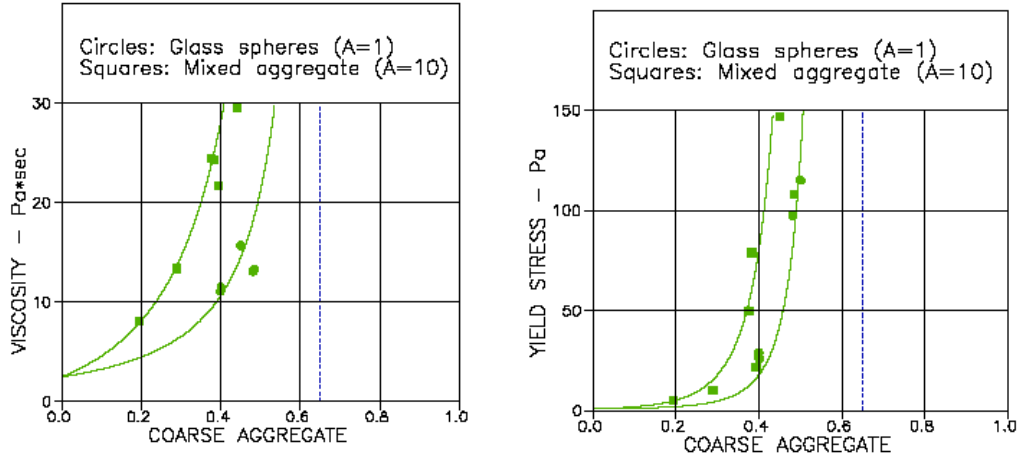 Circles: Glass spheres (A=1)
Squares: Mixed aggregate (A=10)
30
20
10
0
VISCOSITY – Pa*sec
0.0 0.2 0.4 0.6 0.8 1.0
COARSE AGGREGATE
Circles: Glass spheres (A=1)
Squares: Mixed aggregate (A=10)
150
100
50
0
YIELD STRESS – Pa
0.0 0.2 0.4 0.6 0.8 1.0
COARSE AGGREGATE